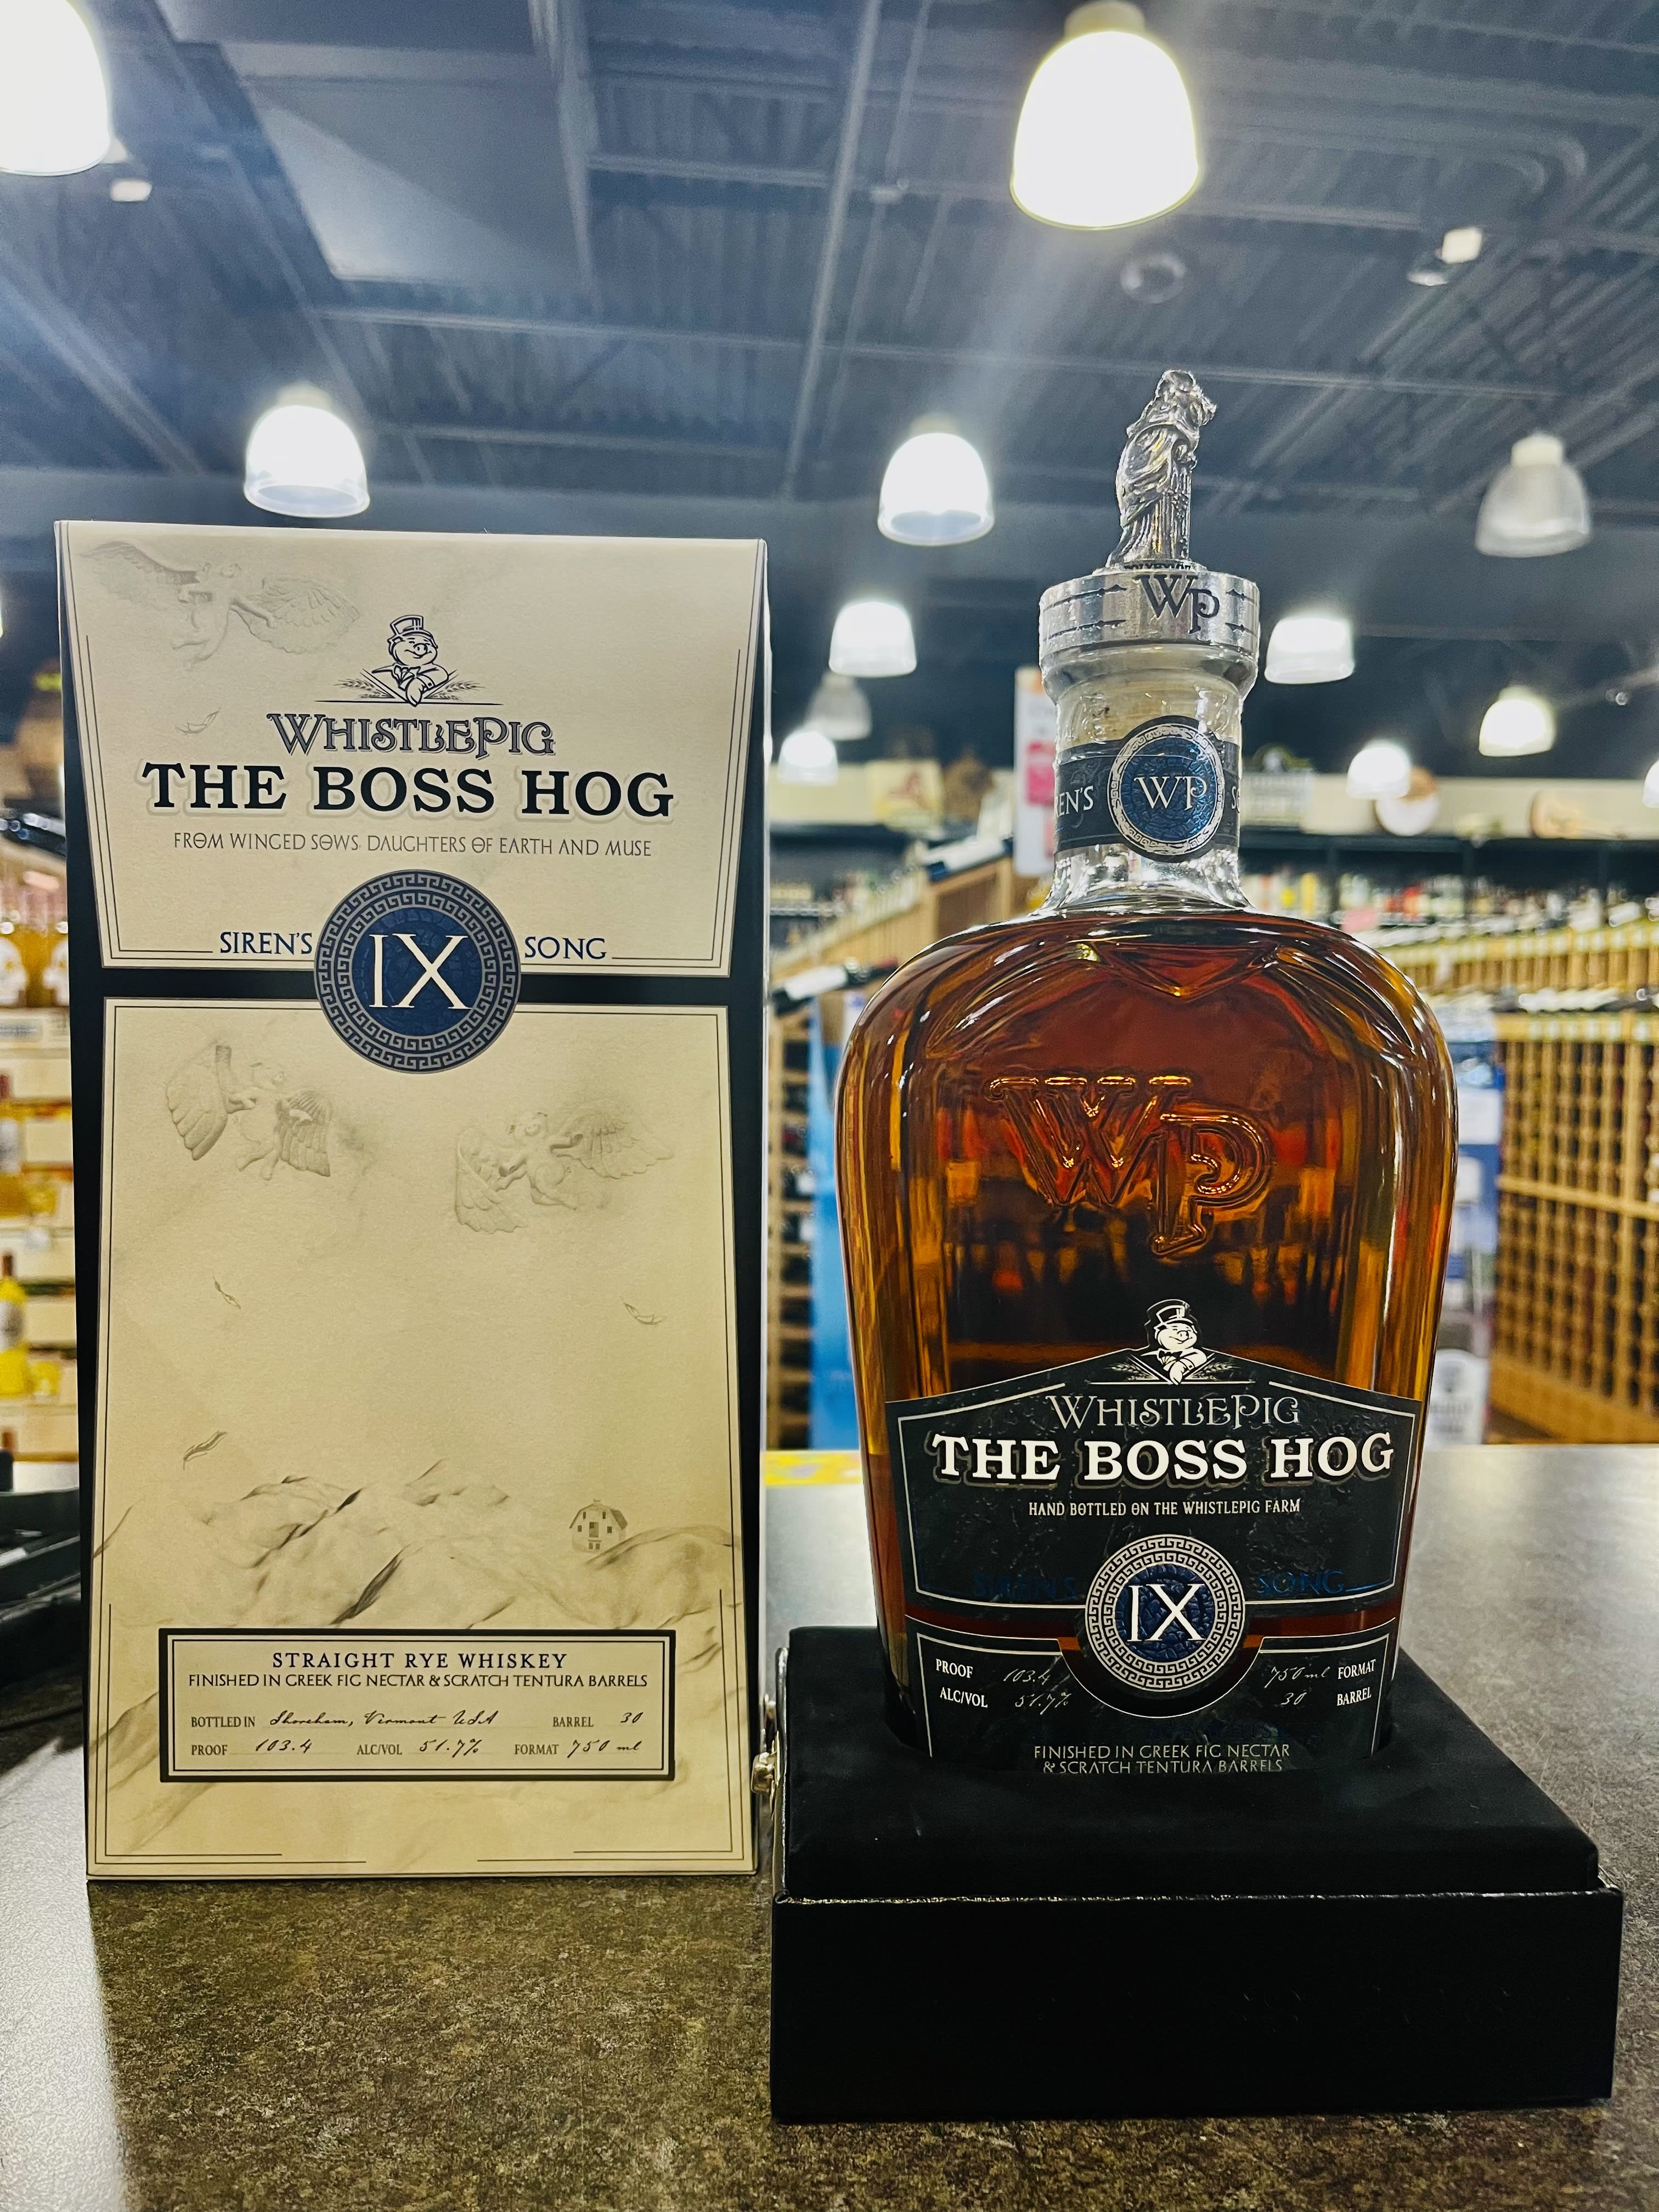 WHISTLEPIG
THE BOSS HOG
FROM WINGED SOWS, DAUGHTERS OF EARTH AND MUSE
SIREN'S IX SONG
STRAIGHT RYE WHISKEY
FINISHED IN GREEK FIG NECTAR & SCRATCH TENTURA BARRELS
BOTTLED IN Shoreham, Vermont USA BARREL 30
PROOF 103.4 ALC/VOL 51.7% FORMAT 750 ml
WP
EN'S WP S
WP
WHISTLEPIG
THE BOSS HOG
HAND BOTTLED ON THE WHISTLEPIG FARM
SIREN'S IX SONG
PROOF 103.4 750 ml FORMAT
ALC/VOL 51.7% 30 BARREL
FINISHED IN GREEK FIG NECTAR
& SCRATCH TENTURA BARRELS